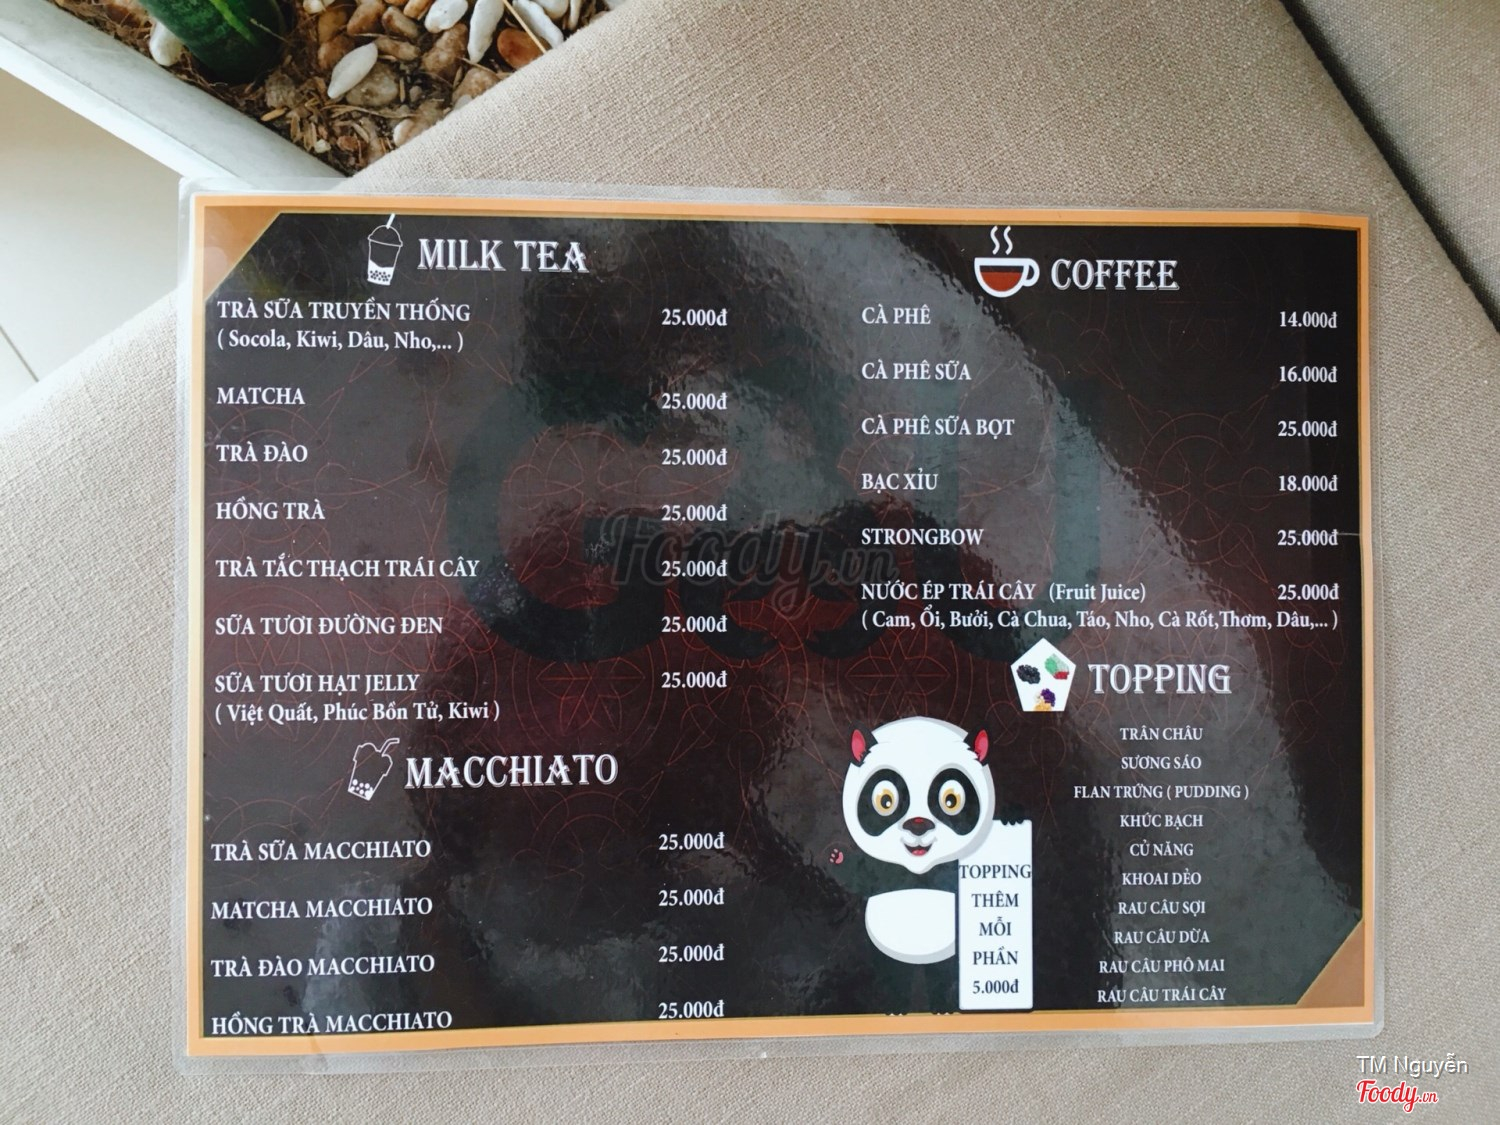 MILK TEA
TRÀ SỮA TRUYỀN THỐNG 25.000đ
( Socola, Kiwi, Dâu, Nho,... )
MATCHA 25.000đ
TRÀ ĐÀO 25.000đ
HỒNG TRÀ 25.000đ
TRÀ TẮC THẠCH TRÁI CÂY 25.000đ
SỮA TƯƠI ĐƯỜNG ĐEN 25.000đ
SỮA TƯƠI HẠT JELLY 25.000đ
( Việt Quất, Phúc Bồn Tử, Kiwi )
MACCHIATO
TRÀ SỮA MACCHIATO 25.000đ
MATCHA MACCHIATO 25.000đ
TRÀ ĐÀO MACCHIATO 25.000đ
HỒNG TRÀ MACCHIATO 25.000đ
COFFEE
CÀ PHÊ 14.000đ
CÀ PHÊ SỮA 16.000đ
CÀ PHÊ SỮA BỌT 25.000đ
BẠC XỈU 18.000đ
STRONGBOW 25.000đ
NƯỚC ÉP TRÁI CÂY (Fruit Juice) 25.000đ
( Cam, Ổi, Bưởi, Cà Chua, Táo, Nho, Cà Rốt,Thơm, Dâu,... )
TOPPING
TRÂN CHÂU
SƯƠNG SÁO
FLAN TRỨNG ( PUDDING )
KHÚC BẠCH
CỦ NĂNG
KHOAI DẺO
RAU CÂU SỢI
RAU CÂU DỪA
RAU CÂU PHÔ MAI
RAU CÂU TRÁI CÂY
TOPPING
THÊM
MỖI
PHẦN
5.000đ
Foody.vn
TM Nguyễn
Foody.vn